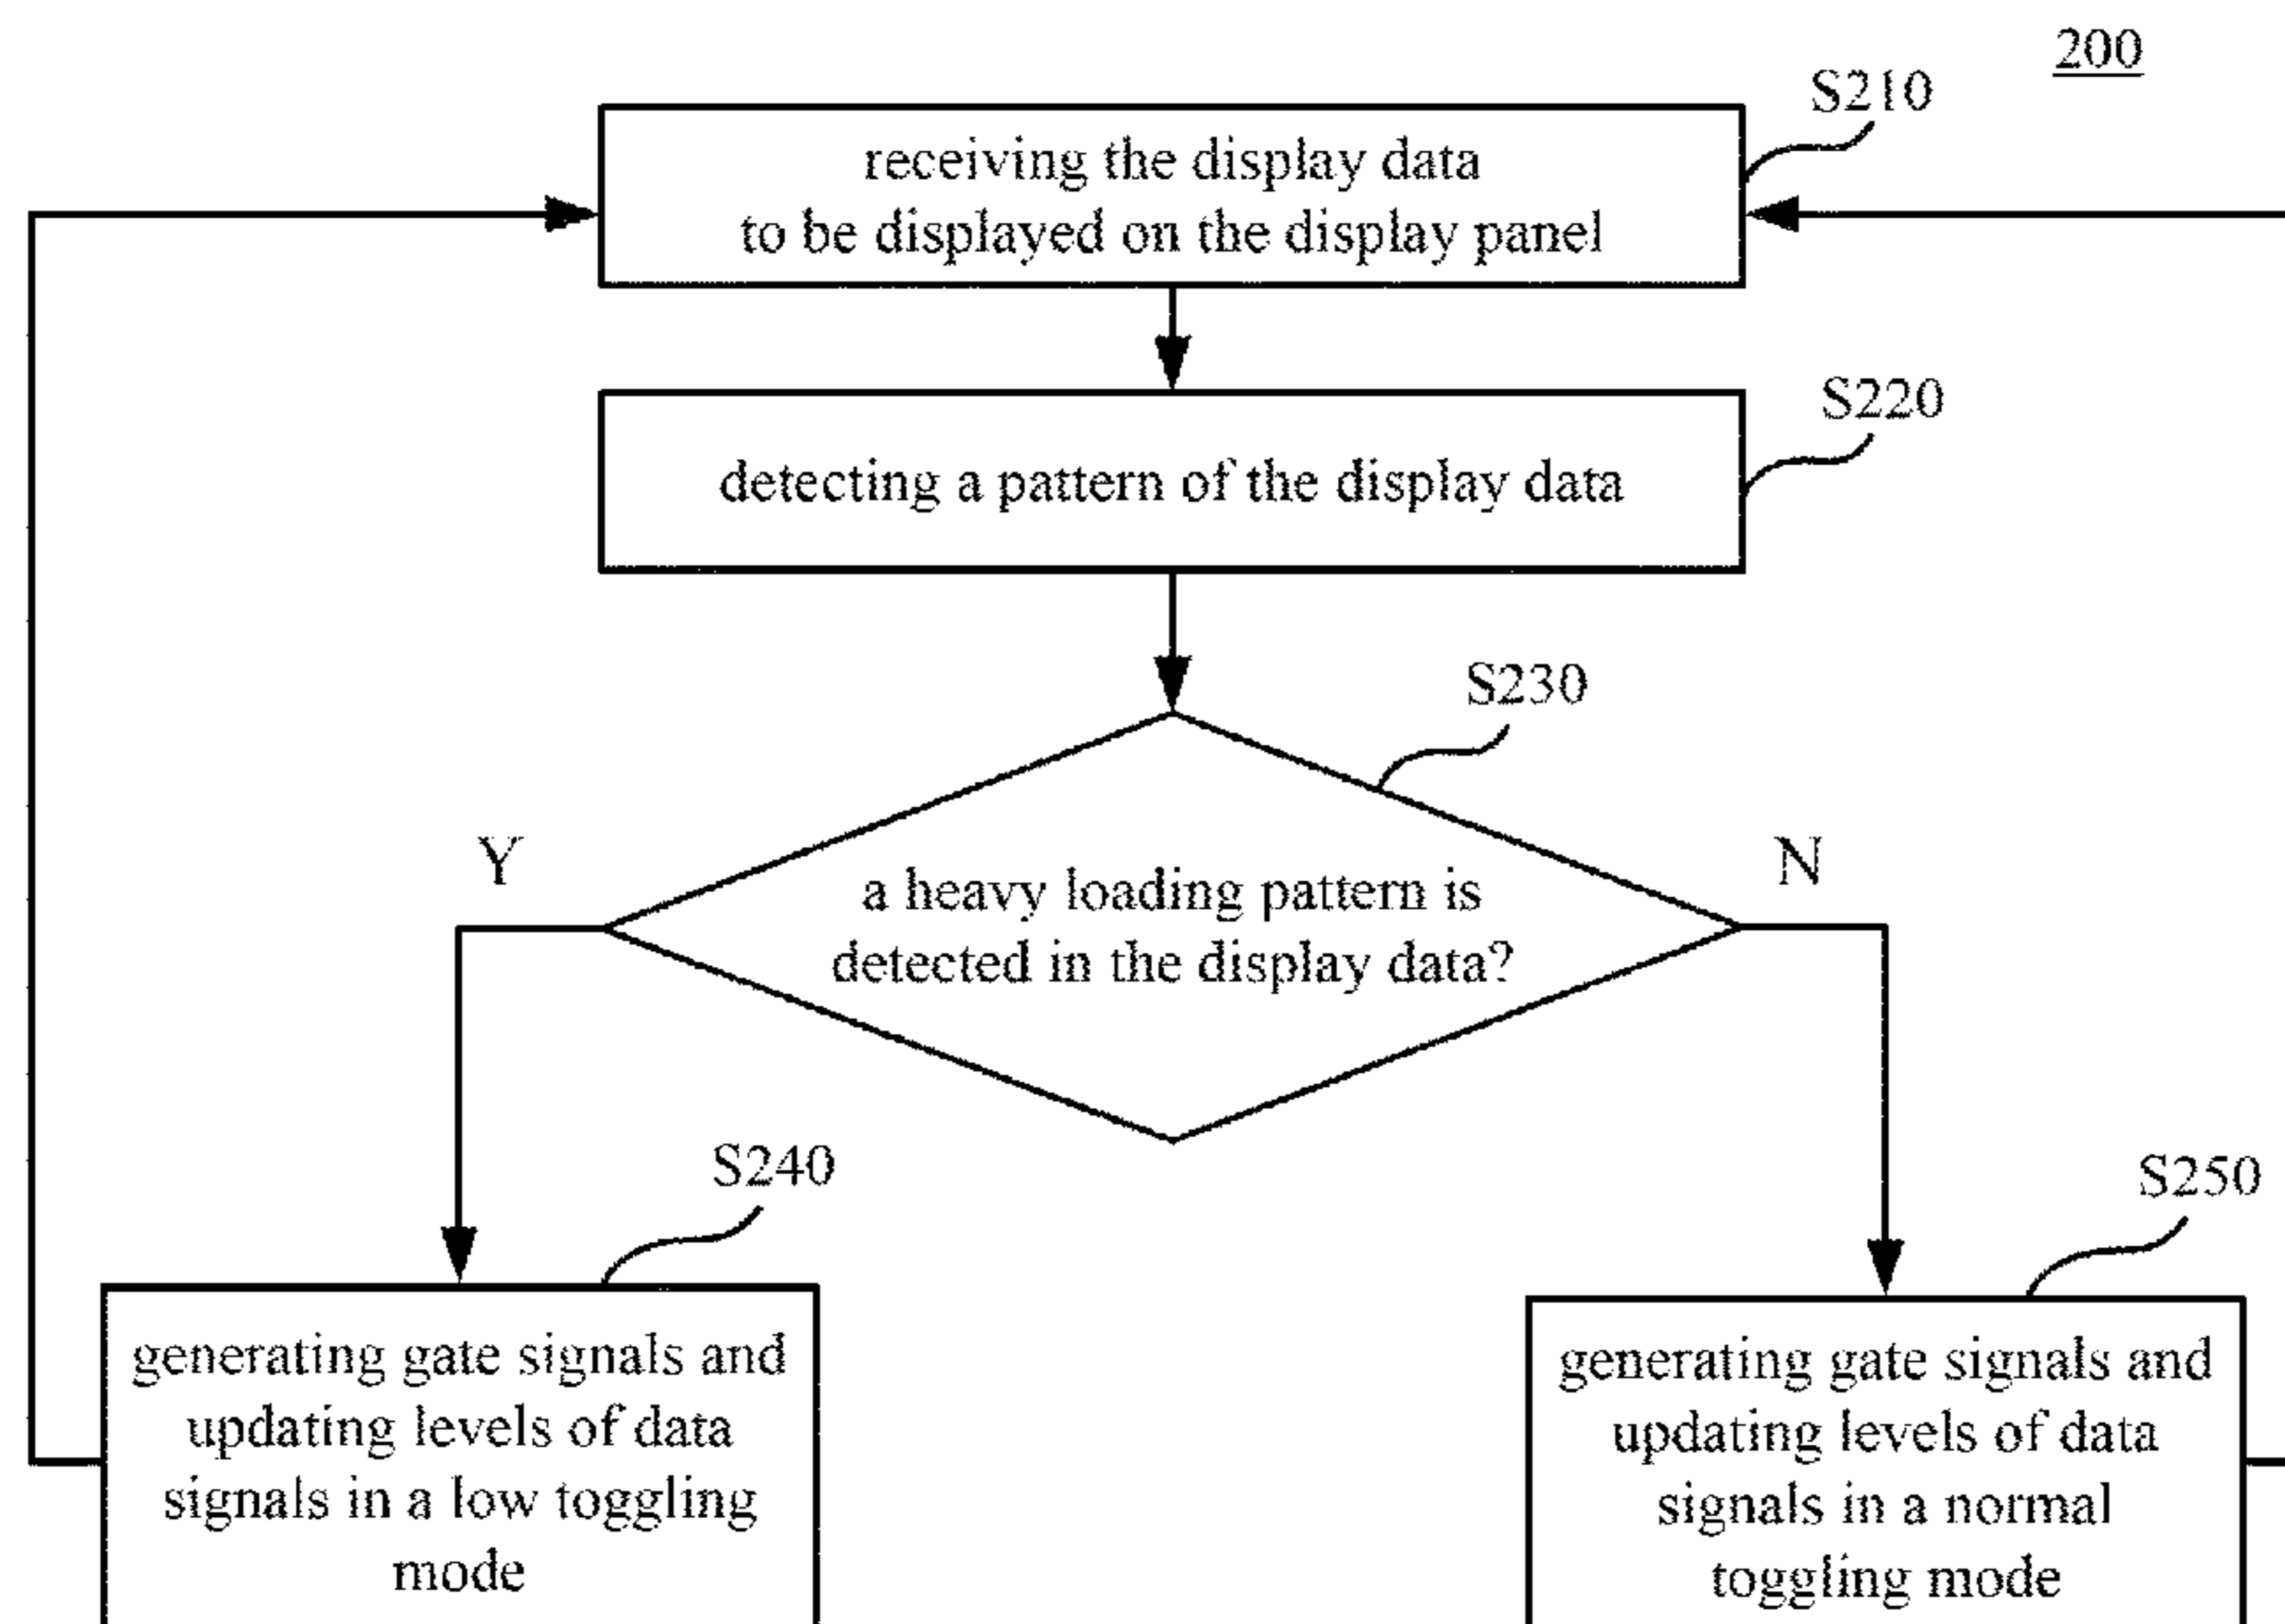 200
S210
receiving the display data
to be displayed on the display panel
S220
detecting a pattern of the display data
S230
Y
N
a heavy loading pattern is
detected in the display data?
S240
generating gate signals and
updating levels of data
signals in a low toggling
mode
S250
generating gate signals and
updating levels of data
signals in a normal
toggling mode